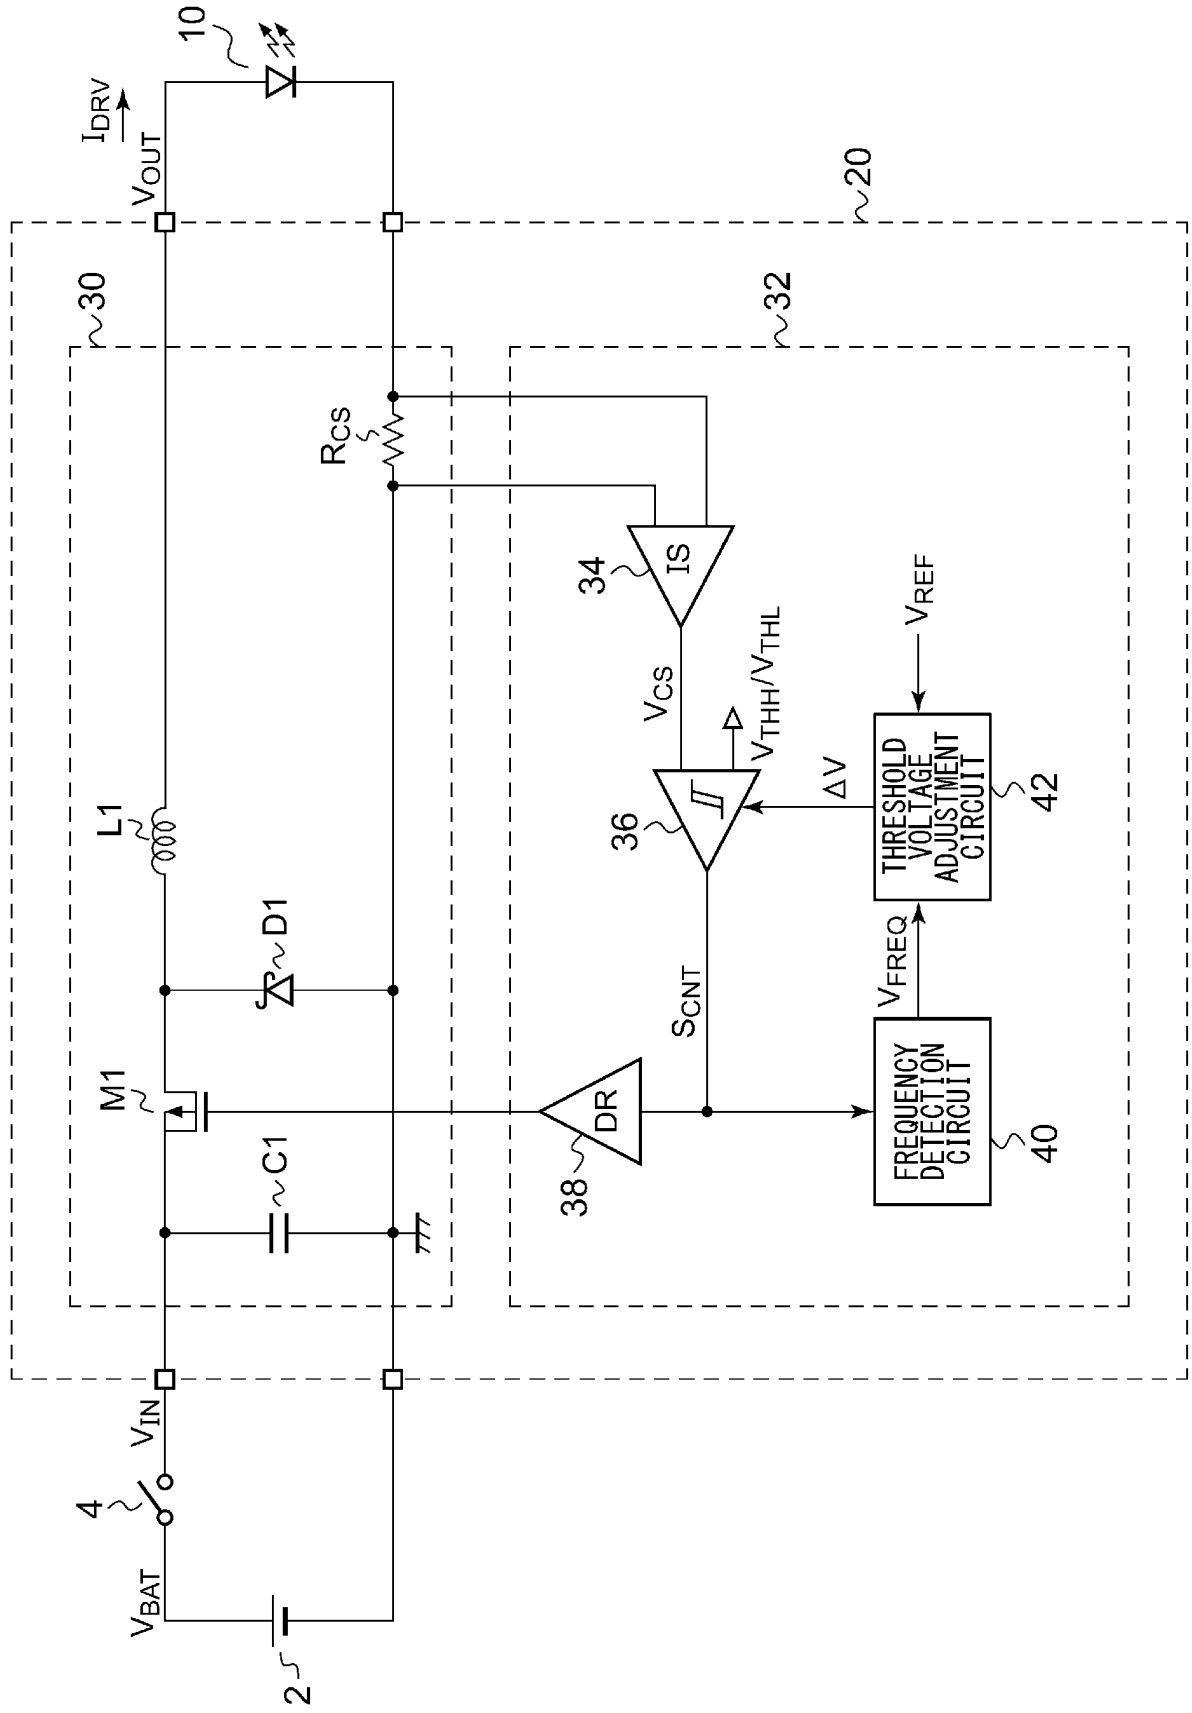 2
V_BAT
4
V_IN
20
30
C1
M1
D1
L1
R_CS
V_OUT
I_DRV
10
32
38
DR
S_CNT
36
V_CS
V_THH/V_THL
34
IS
FREQUENCY
DETECTION
CIRCUIT
40
V_FREQ
ΔV
THRESHOLD
VOLTAGE
ADJUSTMENT
CIRCUIT
42
V_REF